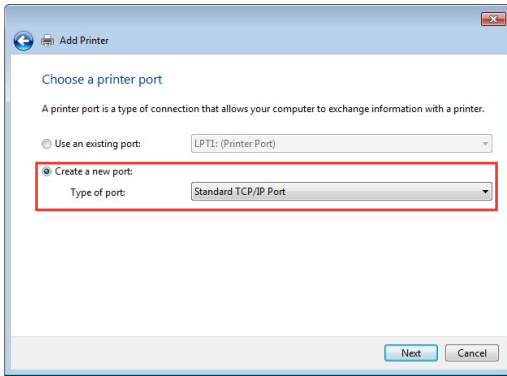 Add Printer
Choose a printer port
A printer port is a type of connection that allows your computer to exchange information with a printer.
Use an existing port: LPT1: (Printer Port)
Create a new port:
Type of port: Standard TCP/IP Port
Next Cancel